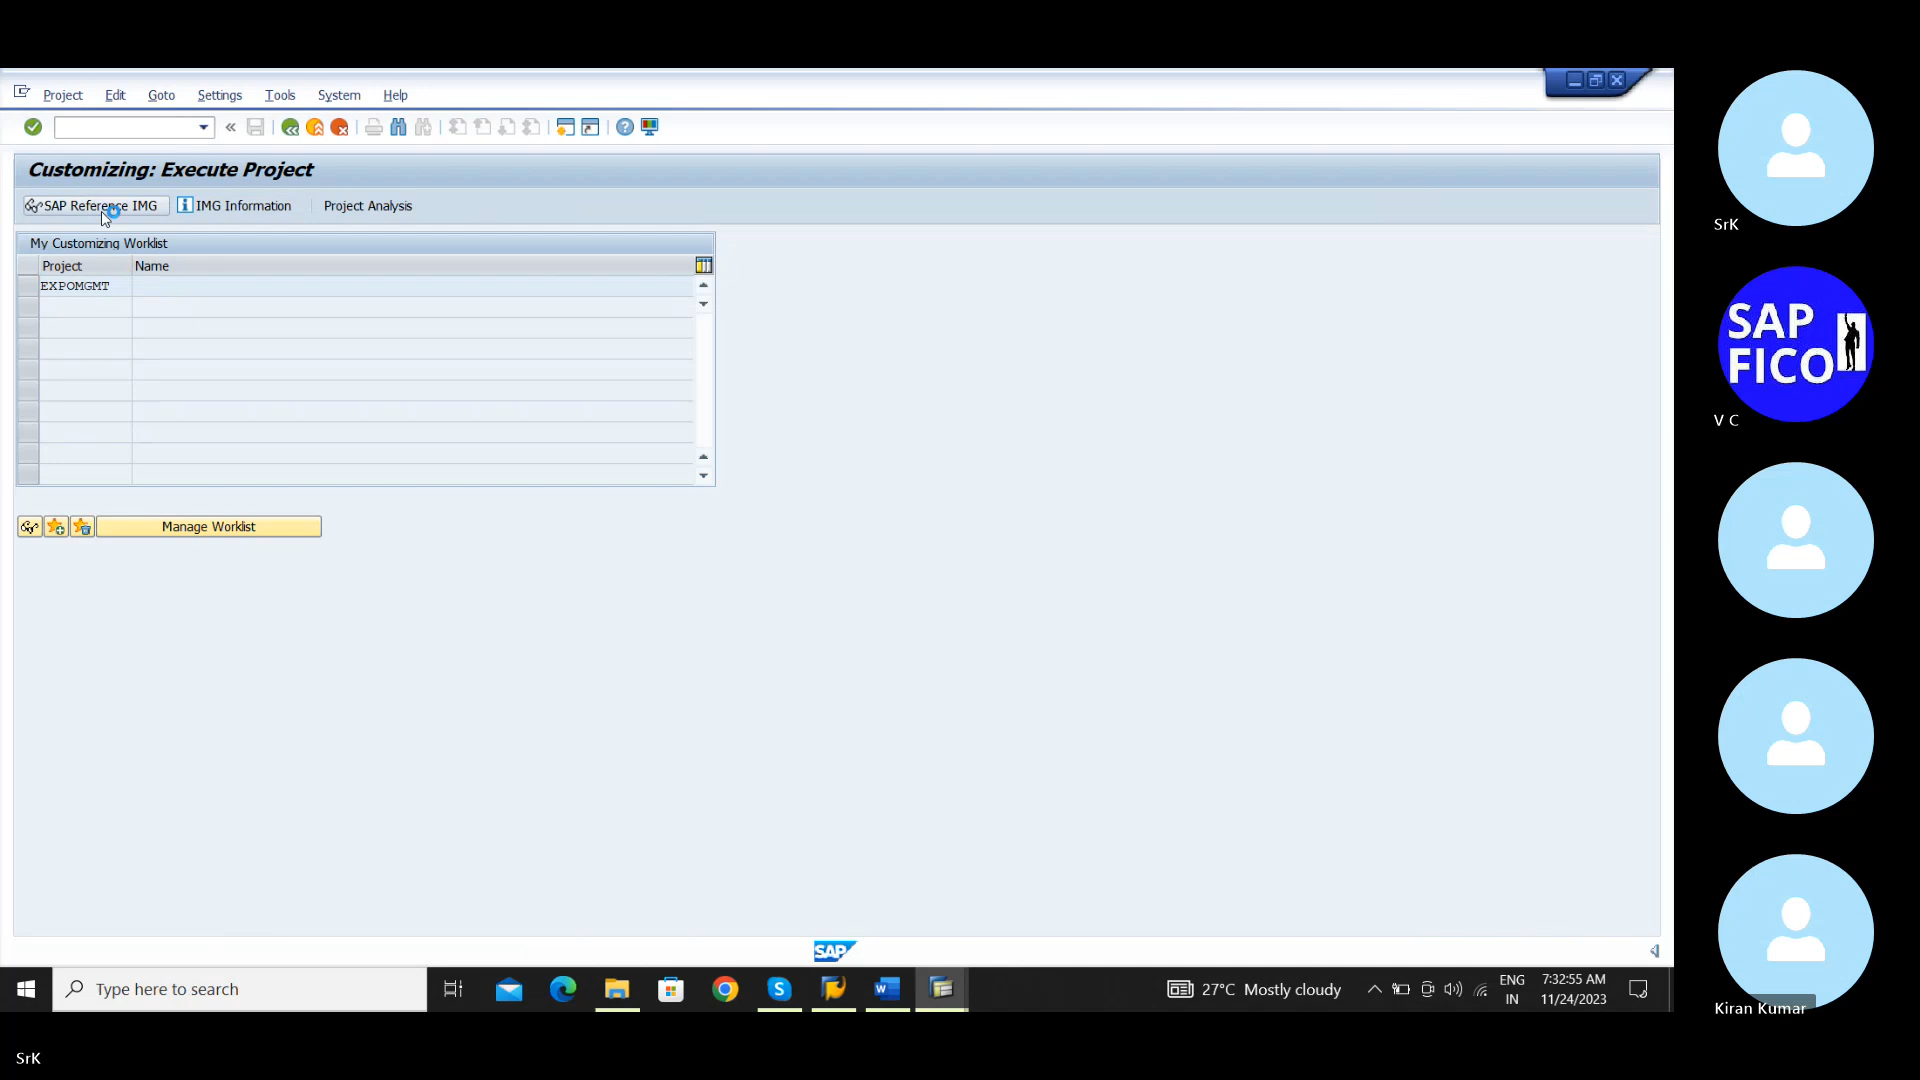 Project Edit Goto Settings Tools System Help
Customizing: Execute Project
SAP Reference IMG IMG Information Project Analysis
My Customizing Worklist
Project Name
EXPOMGMT
Manage Worklist
SAP
Type here to search
27°C Mostly cloudy
ENG
IN
7:32:55 AM
11/24/2023
SrK
SAP
FICO
V C
Kiran Kumar
SrK